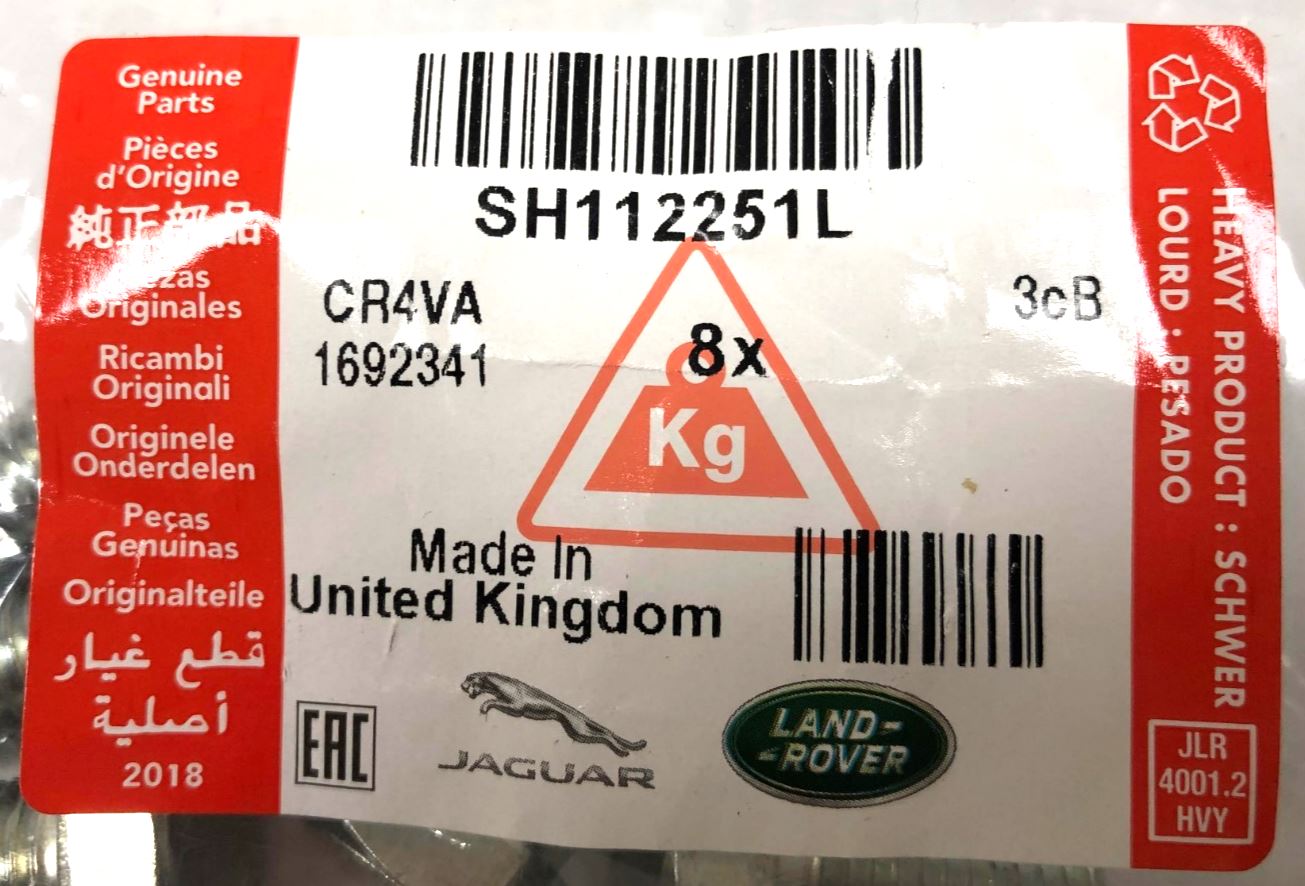 Genuine
Parts
Pièces
d'Origine
純正部品
Originales
Ricambi
Originali
Originele
Onderdelen
Peças
Genuinas
Originalteile
قطع غيار
أصلية
2018
SH112251L
CR4VA
3cB
1692341
8x
Kg
Made In
United Kingdom
EAC
JAGUAR
LAND-
-ROVER
HEAVY PRODUCT : SCHWER
LOURD · PESADO
JLR
4001.2
HVY